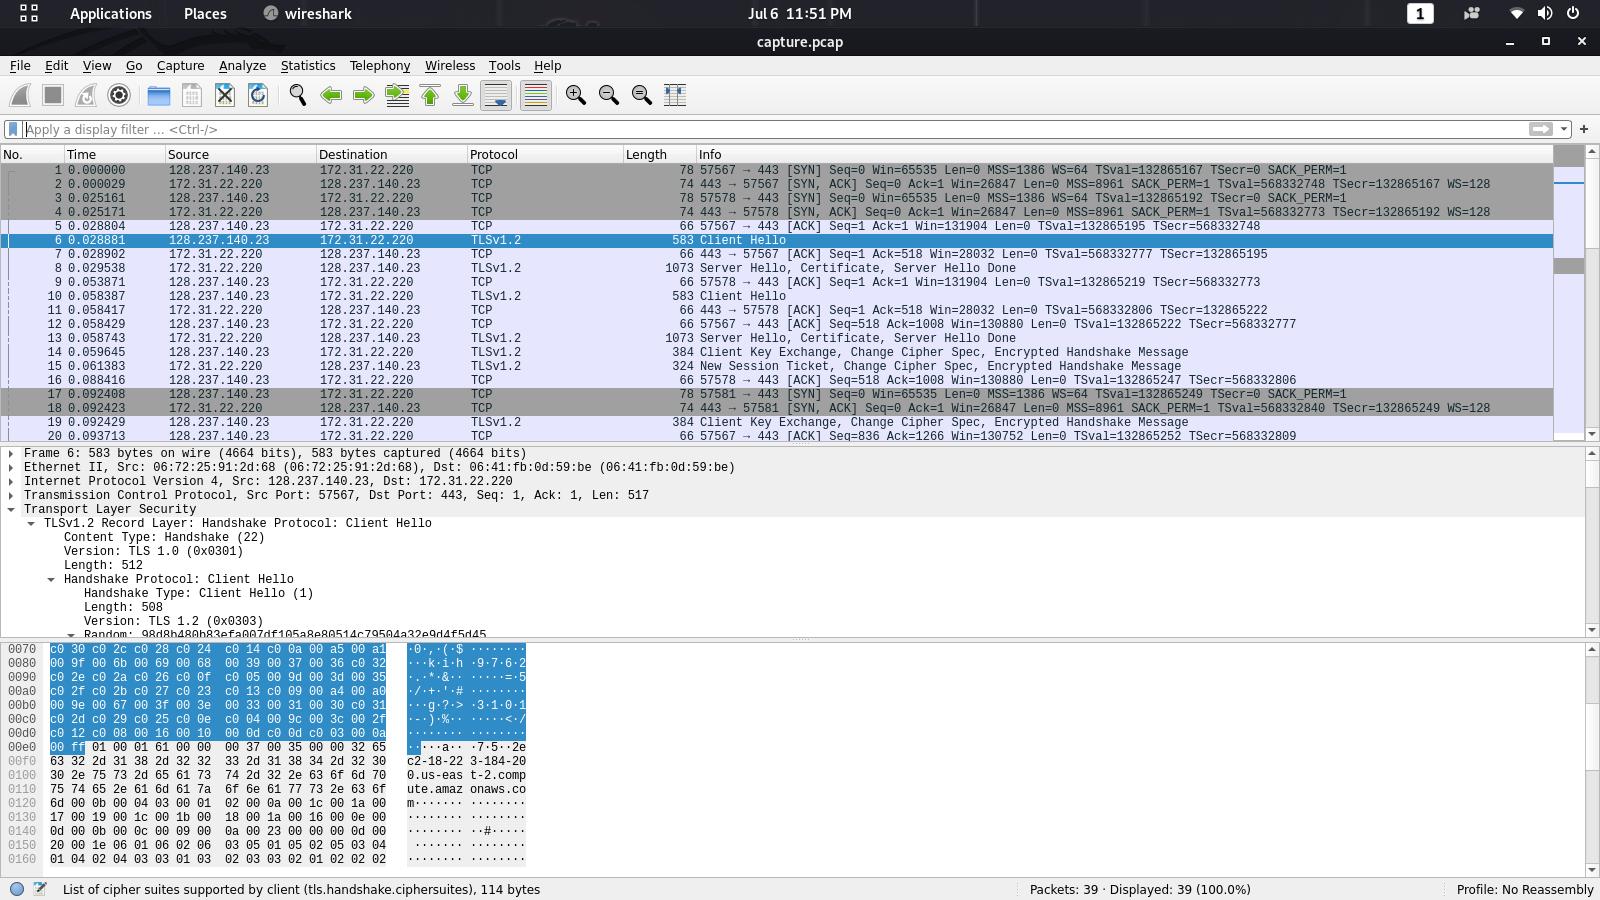 Applications Places wireshark Jul 6 11:51 PM 1
capture.pcap
File Edit View Go Capture Analyze Statistics Telephony Wireless Tools Help
Apply a display filter ... <Ctrl-/>
No. Time Source Destination Protocol Length Info
1 0.000000 128.237.140.23 172.31.22.220 TCP 78 57567 → 443 [SYN] Seq=0 Win=65535 Len=0 MSS=1386 WS=64 TSval=132865167 TSecr=0 SACK_PERM=1
2 0.000029 172.31.22.220 128.237.140.23 TCP 74 443 → 57567 [SYN, ACK] Seq=0 Ack=1 Win=26847 Len=0 MSS=8961 SACK_PERM=1 TSval=568332748 TSecr=132865167 WS=128
3 0.025161 128.237.140.23 172.31.22.220 TCP 78 57578 → 443 [SYN] Seq=0 Win=65535 Len=0 MSS=1386 WS=64 TSval=132865192 TSecr=0 SACK_PERM=1
4 0.025171 172.31.22.220 128.237.140.23 TCP 74 443 → 57578 [SYN, ACK] Seq=0 Ack=1 Win=26847 Len=0 MSS=8961 SACK_PERM=1 TSval=568332773 TSecr=132865192 WS=128
5 0.028804 128.237.140.23 172.31.22.220 TCP 66 57567 → 443 [ACK] Seq=1 Ack=1 Win=131904 Len=0 TSval=132865195 TSecr=568332748
6 0.028881 128.237.140.23 172.31.22.220 TLSv1.2 583 Client Hello
7 0.028902 172.31.22.220 128.237.140.23 TCP 66 443 → 57567 [ACK] Seq=1 Ack=518 Win=28032 Len=0 TSval=568332777 TSecr=132865195
8 0.029538 172.31.22.220 128.237.140.23 TLSv1.2 1073 Server Hello, Certificate, Server Hello Done
9 0.053871 128.237.140.23 172.31.22.220 TCP 66 57578 → 443 [ACK] Seq=1 Ack=1 Win=131904 Len=0 TSval=132865219 TSecr=568332773
10 0.058387 128.237.140.23 172.31.22.220 TLSv1.2 583 Client Hello
11 0.058417 172.31.22.220 128.237.140.23 TCP 66 443 → 57578 [ACK] Seq=1 Ack=518 Win=28032 Len=0 TSval=568332806 TSecr=132865222
12 0.058429 128.237.140.23 172.31.22.220 TCP 66 57567 → 443 [ACK] Seq=518 Ack=1008 Win=130880 Len=0 TSval=132865222 TSecr=568332777
13 0.058743 172.31.22.220 128.237.140.23 TLSv1.2 1073 Server Hello, Certificate, Server Hello Done
14 0.059645 128.237.140.23 172.31.22.220 TLSv1.2 384 Client Key Exchange, Change Cipher Spec, Encrypted Handshake Message
15 0.061383 172.31.22.220 128.237.140.23 TLSv1.2 324 New Session Ticket, Change Cipher Spec, Encrypted Handshake Message
16 0.088416 128.237.140.23 172.31.22.220 TCP 66 57578 → 443 [ACK] Seq=518 Ack=1008 Win=130880 Len=0 TSval=132865247 TSecr=568332806
17 0.092408 128.237.140.23 172.31.22.220 TCP 78 57581 → 443 [SYN] Seq=0 Win=65535 Len=0 MSS=1386 WS=64 TSval=132865249 TSecr=0 SACK_PERM=1
18 0.092423 172.31.22.220 128.237.140.23 TCP 74 443 → 57581 [SYN, ACK] Seq=0 Ack=1 Win=26847 Len=0 MSS=8961 SACK_PERM=1 TSval=568332840 TSecr=132865249 WS=128
19 0.092429 128.237.140.23 172.31.22.220 TLSv1.2 384 Client Key Exchange, Change Cipher Spec, Encrypted Handshake Message
20 0.093713 128.237.140.23 172.31.22.220 TCP 66 57567 → 443 [ACK] Seq=836 Ack=1266 Win=130752 Len=0 TSval=132865252 TSecr=568332809
Frame 6: 583 bytes on wire (4664 bits), 583 bytes captured (4664 bits)
Ethernet II, Src: 06:72:25:91:2d:68 (06:72:25:91:2d:68), Dst: 06:41:fb:0d:59:be (06:41:fb:0d:59:be)
Internet Protocol Version 4, Src: 128.237.140.23, Dst: 172.31.22.220
Transmission Control Protocol, Src Port: 57567, Dst Port: 443, Seq: 1, Ack: 1, Len: 517
Transport Layer Security
TLSv1.2 Record Layer: Handshake Protocol: Client Hello
Content Type: Handshake (22)
Version: TLS 1.0 (0x0301)
Length: 512
Handshake Protocol: Client Hello
Handshake Type: Client Hello (1)
Length: 508
Version: TLS 1.2 (0x0303)
Random: 98d8b480b83efa007df105a8e80514c79504a32e9d4f5d45
0070 c0 30 c0 2c c0 28 c0 24 c0 14 c0 0a 00 a5 00 a1 ·0·,·(·$ ········
0080 00 9f 00 6b 00 69 00 68 00 39 00 37 00 36 c0 32 ···k·i·h ·9·7·6·2
0090 c0 2e c0 2a c0 26 c0 0f c0 05 00 9d 00 3d 00 35 ·.·*·&·· ·····=·5
00a0 c0 2f c0 2b c0 27 c0 23 c0 13 c0 09 00 a4 00 a0 ·/·+·'·# ········
00b0 00 9e 00 67 00 3f 00 3e 00 33 00 31 00 30 c0 31 ···g·?·> ·3·1·0·1
00c0 c0 2d c0 29 c0 25 c0 0e c0 04 00 9c 00 3c 00 2f ·-·)·%·· ·····<·/
00d0 c0 12 c0 08 00 16 00 10 00 0d c0 0d c0 03 00 0a ········ ········
00e0 00 ff 01 00 01 61 00 00 00 37 00 35 00 00 32 65 ·····a·· ·7·5··2e
00f0 63 32 2d 31 38 2d 32 32 33 2d 31 38 34 2d 32 30 c2-18-22 3-184-20
0100 30 2e 75 73 2d 65 61 73 74 2d 32 2e 63 6f 6d 70 0.us-eas t-2.comp
0110 75 74 65 2e 61 6d 61 7a 6f 6e 61 77 73 2e 63 6f ute.amaz onaws.co
0120 6d 00 0b 00 04 03 00 01 02 00 0a 00 1c 00 1a 00 m······· ········
0130 17 00 19 00 1c 00 1b 00 18 00 1a 00 16 00 0e 00 ········ ········
0140 0d 00 0b 00 0c 00 09 00 0a 00 23 00 00 00 0d 00 ········ ··#·····
0150 20 00 1e 06 01 06 02 06 03 05 01 05 02 05 03 04 ······· ········
0160 01 04 02 04 03 03 01 03 02 03 03 02 01 02 02 02 ········ ········
List of cipher suites supported by client (tls.handshake.ciphersuites), 114 bytes Packets: 39 · Displayed: 39 (100.0%) Profile: No Reassembly